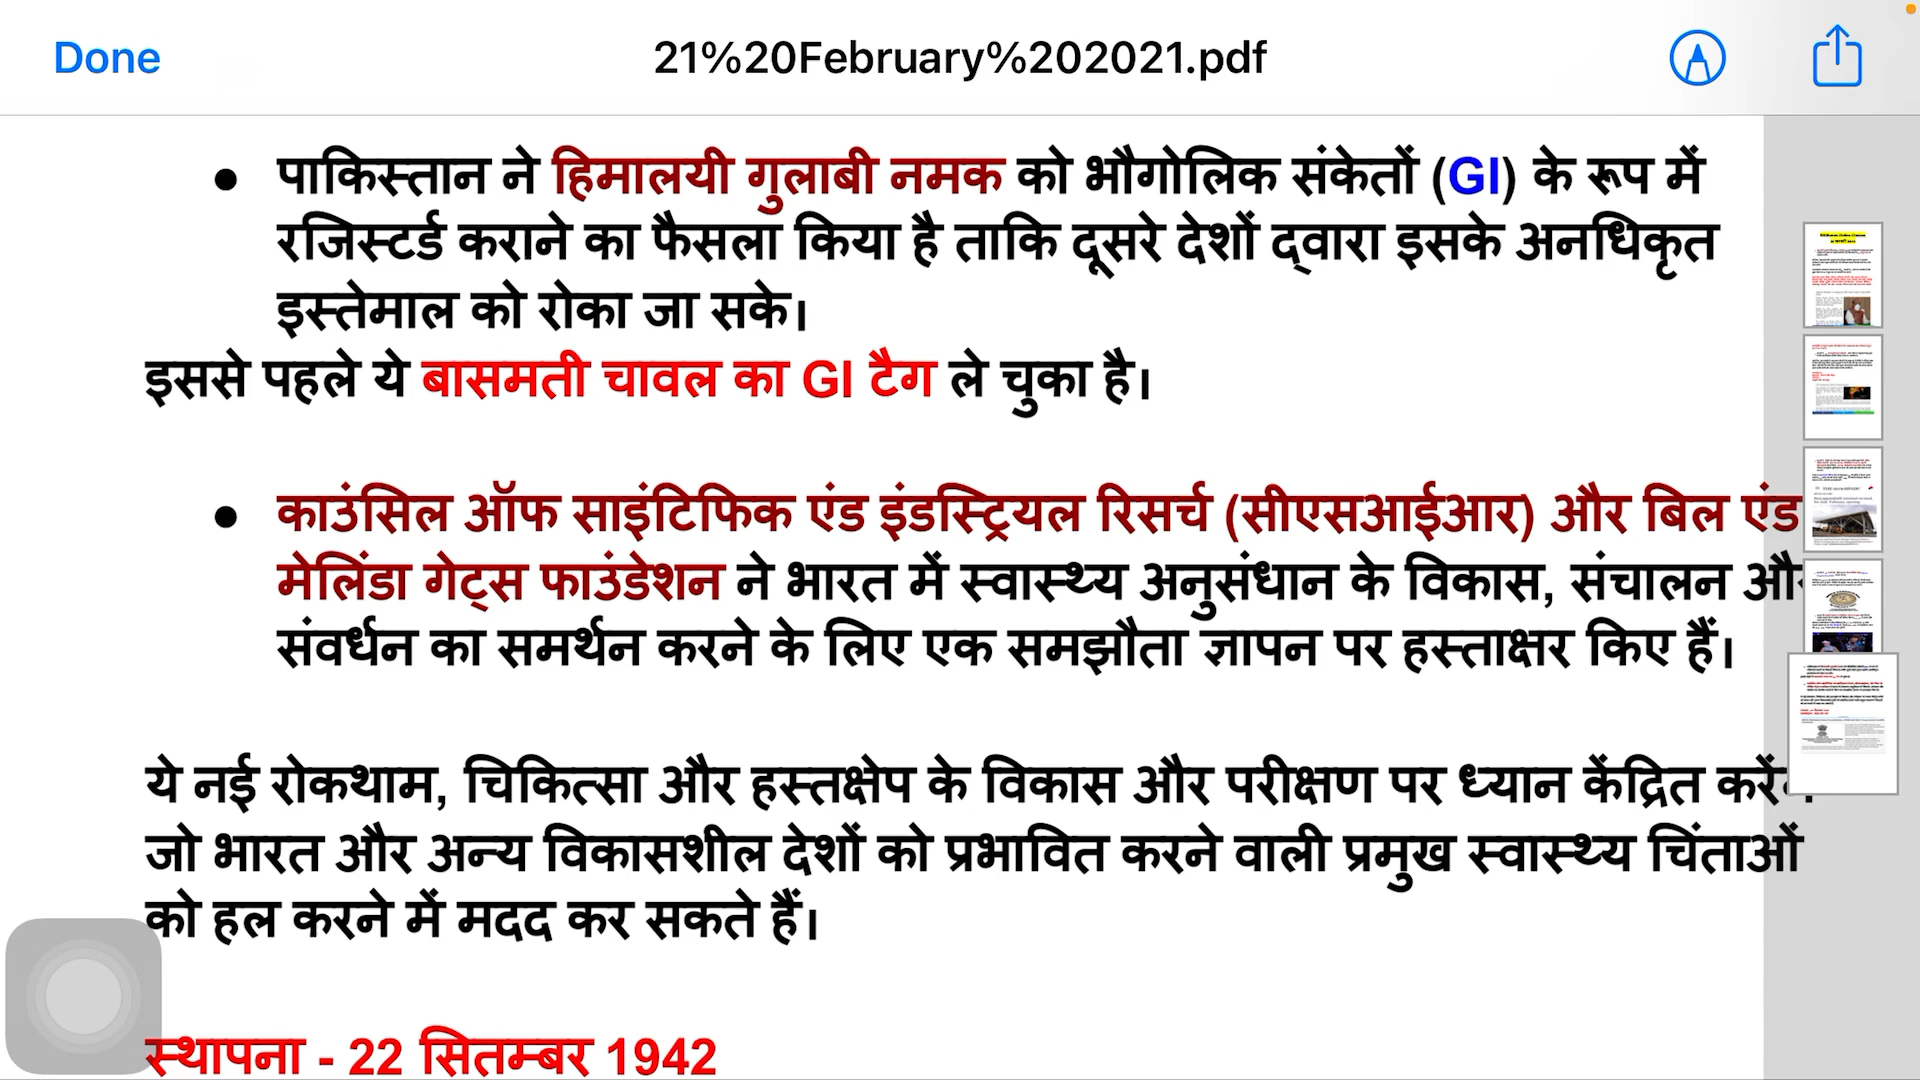 Done
21%20February%202021.pdf
● पाकिस्तान ने हिमालयी गुलाबी नमक को भौगोलिक संकेतों (GI) के रूप में
रजिस्टर्ड कराने का फैसला किया है ताकि दूसरे देशों द्वारा इसके अनधिकृत
इस्तेमाल को रोका जा सके।
इससे पहले ये बासमती चावल का GI टैग ले चुका है।
● काउंसिल ऑफ साइंटिफिक एंड इंडस्ट्रियल रिसर्च (सीएसआईआर) और बिल एंड
मेलिंडा गेट्स फाउंडेशन ने भारत में स्वास्थ्य अनुसंधान के विकास, संचालन और
संवर्धन का समर्थन करने के लिए एक समझौता ज्ञापन पर हस्ताक्षर किए हैं।
ये नई रोकथाम, चिकित्सा और हस्तक्षेप के विकास और परीक्षण पर ध्यान केंद्रित
जो भारत और अन्य विकासशील देशों को प्रभावित करने वाली प्रमुख स्वास्थ्य चिंताओं
को हल करने में मदद कर सकते हैं।
स्थापना - 22 सितम्बर 1942